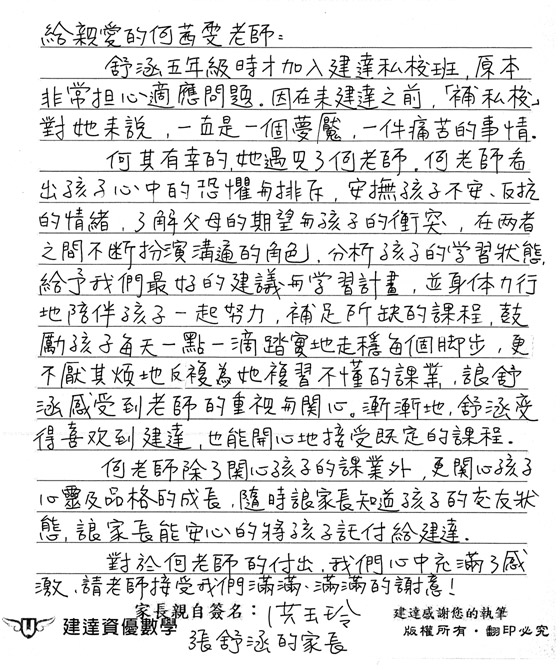 給親愛的何茜雯老師：
舒涵五年級時才加入建達私校班，原本
非常担心適應問題．因在未建達之前，「補私校」
對她来說，一直是一個夢魘，一件痛苦的事情．
何其有幸的，她遇見了何老師．何老師看
出孩子心中的恐懼与排斥，安撫孩子不安、反抗
的情緒，了解父母的期望与孩子的衝突，在两者
之間不断扮演溝通的角色，分析孩子的学習狀態，
給予我們最好的建議与学習計畫，並身体力行
地陪伴孩子一起努力，補足所缺的課程，鼓
勵孩子每天一點一滴踏實地走穩每個脚步，更
不厭其煩地反複為她複習不懂的課業，讓舒
涵感受到老師的重視与関心。漸漸地，舒涵变
得喜欢到建達，也能開心地接受既定的課程．
何老師除了関心孩子的課業外，更関心孩子
心靈及品格的成長，隨時讓家長知道孩子的交友狀
態，讓家長能安心的將孩子託付給建達．
對於何老師的付出，我們心中充滿了感
激，請老師接受我們滿滿、滿滿的謝意！
家長親自簽名：洪玉玲 建達感謝您的執筆
建達資優數學 張舒涵的家長 版權所有・翻印必究